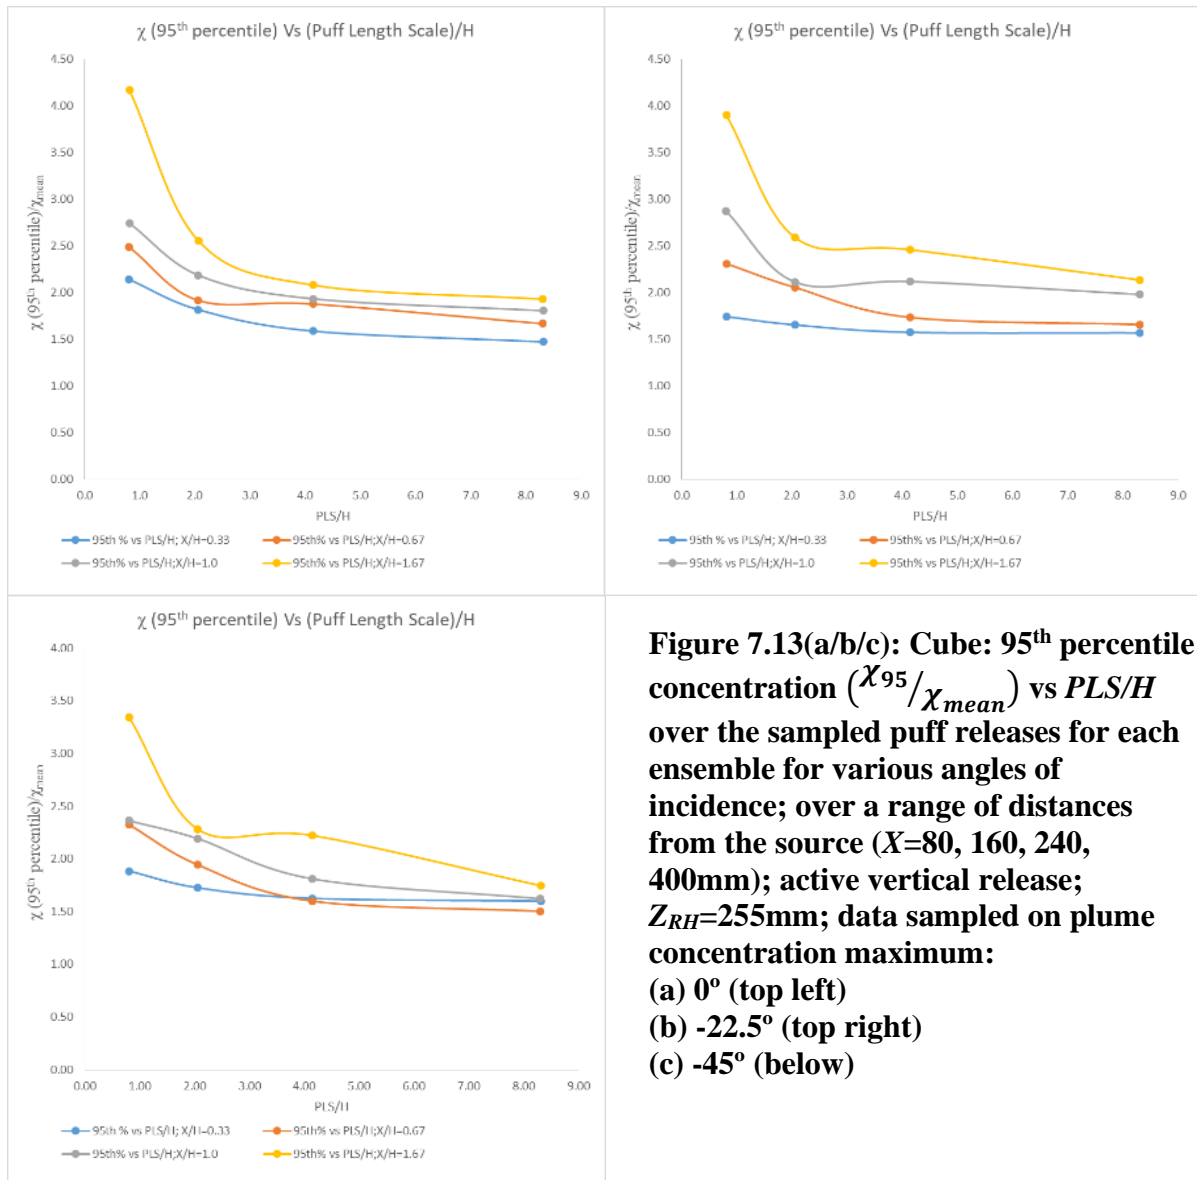 χ (95th percentile) Vs (Puff Length Scale)/H
4.50
4.00
3.50
3.00
2.50
2.00
1.50
1.00
0.50
0.00
χ (95th percentile)/χmean
0.0 1.0 2.0 3.0 4.0 5.0 6.0 7.0 8.0 9.0
PLS/H
95th % vs PLS/H; X/H=0.33
95th% vs PLS/H;X/H=0.67
95th% vs PLS/H;X/H=1.0
95th% vs PLS/H;X/H=1.67
χ (95th percentile) Vs (Puff Length Scale)/H
4.50
4.00
3.50
3.00
2.50
2.00
1.50
1.00
0.50
0.00
χ (95th percentile)/χmean
0.0 1.0 2.0 3.0 4.0 5.0 6.0 7.0 8.0 9.0
PLS/H
95th % vs PLS/H; X/H=0.33
95th% vs PLS/H;X/H=0.67
95th% vs PLS/H;X/H=1.0
95th% vs PLS/H;X/H=1.67
χ (95th percentile) Vs (Puff Length Scale)/H
4.00
3.50
3.00
2.50
2.00
1.50
1.00
0.50
0.00
χ (95th percentile)/χmean
0.00 1.00 2.00 3.00 4.00 5.00 6.00 7.00 8.00 9.00
PLS/H
95th % vs PLS/H; X/H=0.33
95th% vs PLS/H;X/H=0.67
95th% vs PLS/H;X/H=1.0
95th% vs PLS/H;X/H=1.67
Figure 7.13(a/b/c): Cube: 95th percentile
concentration (χ95/χmean) vs PLS/H
over the sampled puff releases for each
ensemble for various angles of
incidence; over a range of distances
from the source (X=80, 160, 240,
400mm); active vertical release;
ZRH=255mm; data sampled on plume
concentration maximum:
(a) 0º (top left)
(b) -22.5º (top right)
(c) -45º (below)